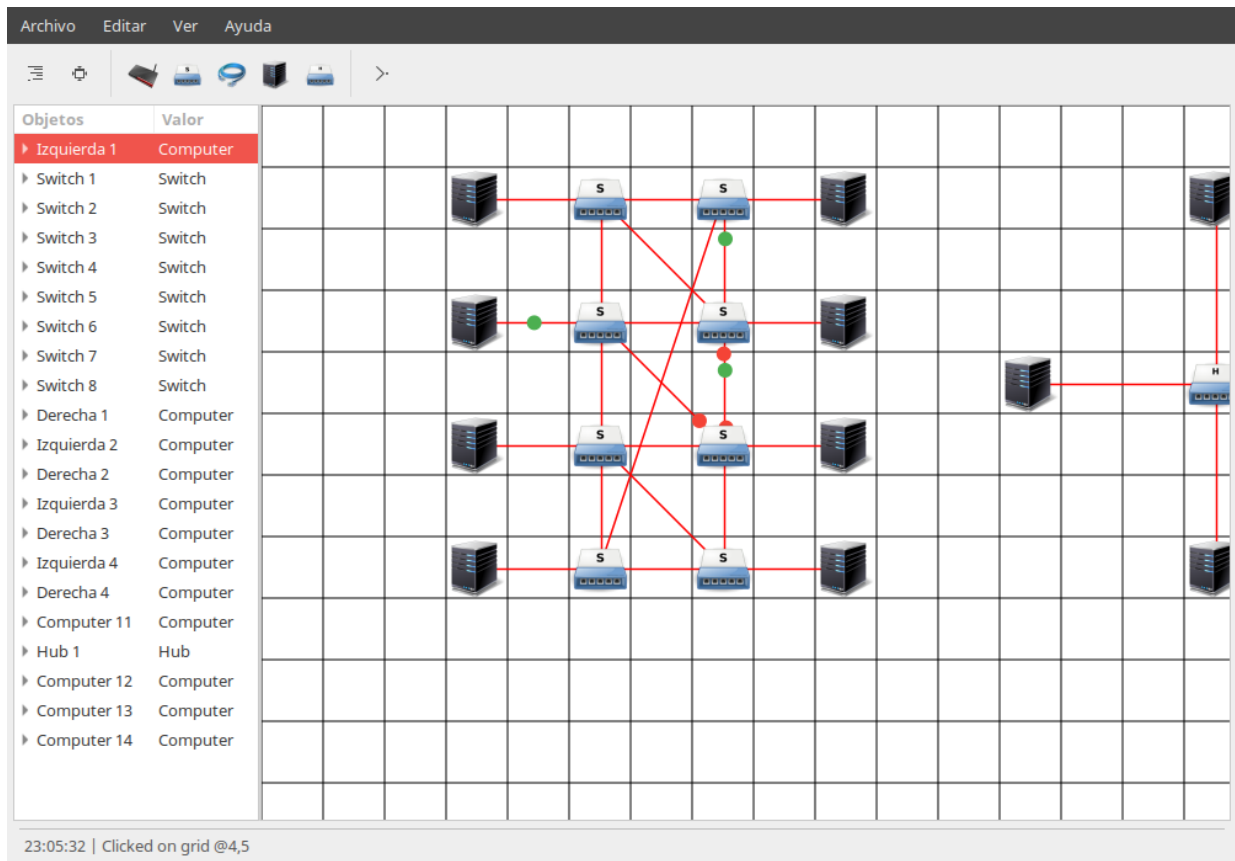 Archivo Editar Ver Ayuda
S H
Objetos Valor
Izquierda 1 Computer
Switch 1 Switch
Switch 2 Switch
Switch 3 Switch
Switch 4 Switch
Switch 5 Switch
Switch 6 Switch
Switch 7 Switch
Switch 8 Switch
Derecha 1 Computer
Izquierda 2 Computer
Derecha 2 Computer
Izquierda 3 Computer
Derecha 3 Computer
Izquierda 4 Computer
Derecha 4 Computer
Computer 11 Computer
Hub 1 Hub
Computer 12 Computer
Computer 13 Computer
Computer 14 Computer
S S
S S
H
S S
S S
23:05:32 | Clicked on grid @4,5